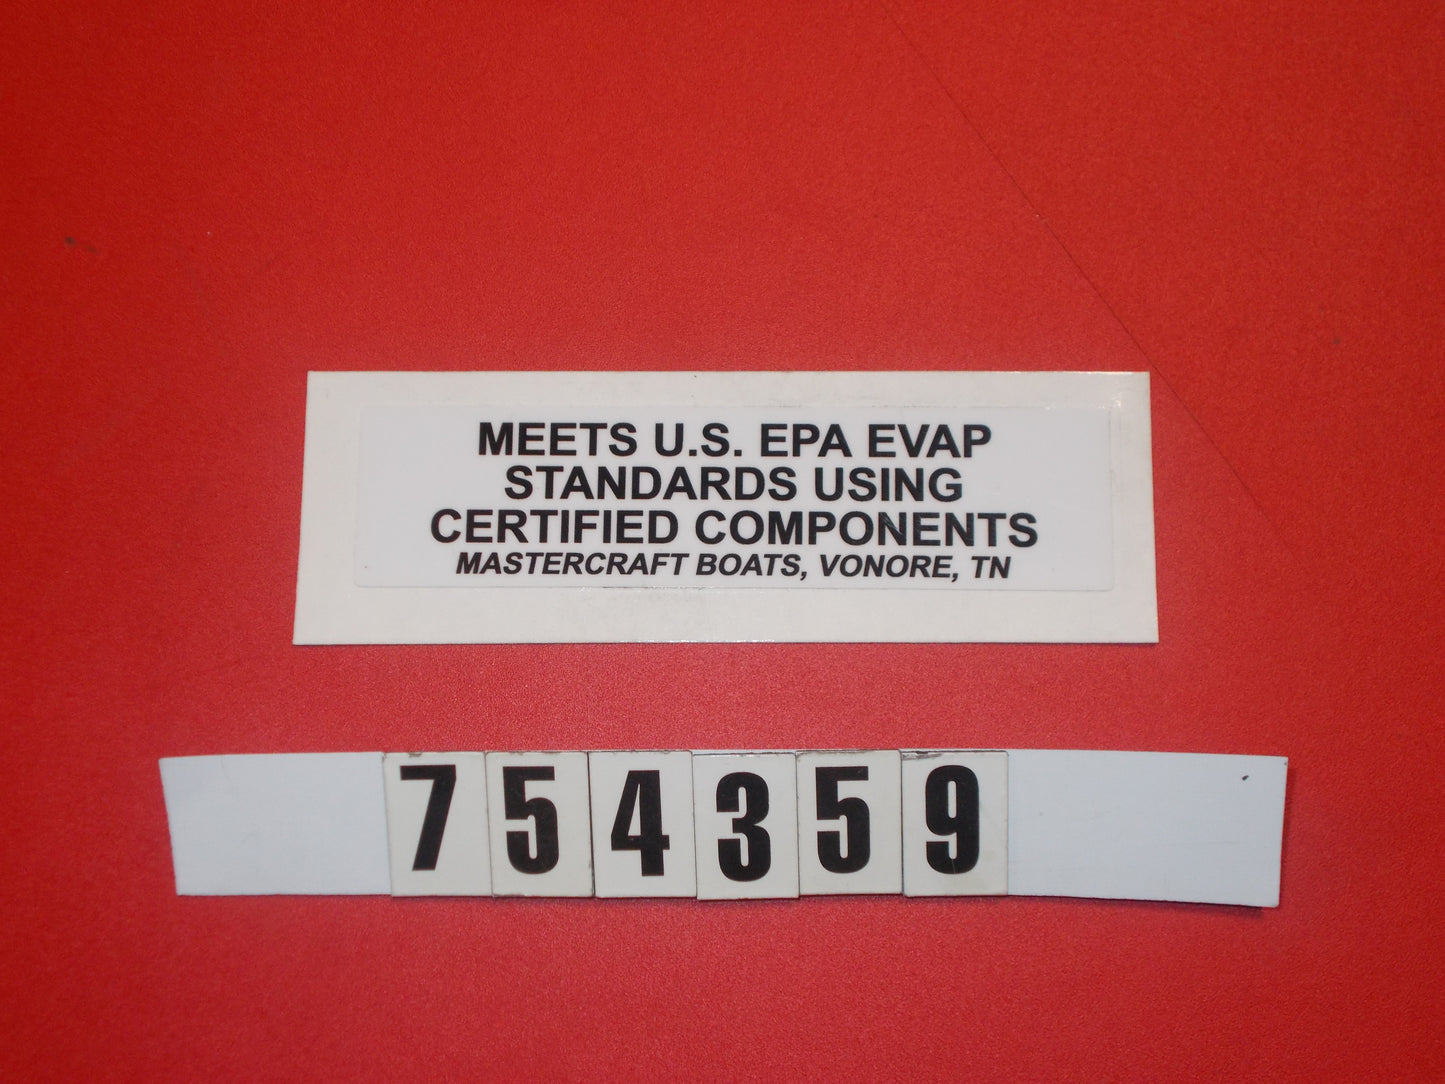 MEETS U.S. EPA EVAP
STANDARDS USING
CERTIFIED COMPONENTS
MASTERCRAFT BOATS, VONORE, TN
754359